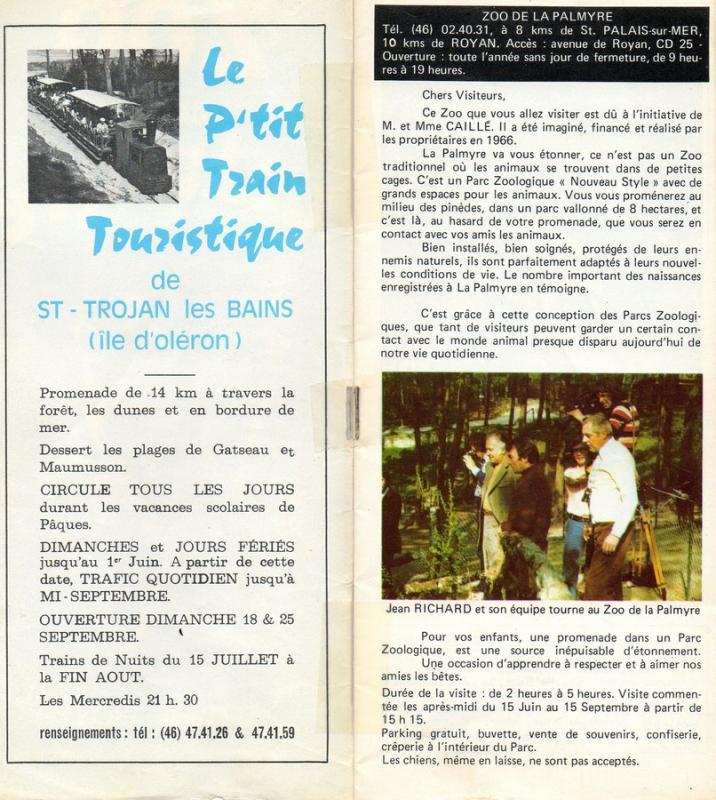 Le
P'tit
Train
Touristique
de
ST - TROJAN les BAINS
(île d'oléron)
Promenade de 14 km à travers la
forêt, les dunes et en bordure de
mer.
Dessert les plages de Gatseau et
Maumusson.
CIRCULE TOUS LES JOURS
durant les vacances scolaires de
Pâques.
DIMANCHES et JOURS FÉRIÉS
jusqu'au 1er Juin. A partir de cette
date, TRAFIC QUOTIDIEN jusqu'à
MI - SEPTEMBRE.
OUVERTURE DIMANCHE 18 & 25
SEPTEMBRE.
Trains de Nuits du 15 JUILLET à
la FIN AOUT.
Les Mercredis 21 h. 30
renseignements : tél : (46) 47.41.26 & 47.41.59
ZOO DE LA PALMYRE
Tél. (46) 02.40.31, à 8 kms de St. PALAIS-sur-MER,
10 kms de ROYAN. Accès : avenue de Royan, CD 25 -
Ouverture : toute l'année sans jour de fermeture, de 9 heu-
res à 19 heures.
Chers Visiteurs,
Ce Zoo que vous allez visiter est dû à l'initiative de
M. et Mme CAILLÉ. Il a été imaginé, financé et réalisé par
les propriétaires en 1966.
La Palmyre va vous étonner, ce n'est pas un Zoo
traditionnel où les animaux se trouvent dans de petites
cages. C'est un Parc Zoologique « Nouveau Style » avec de
grands espaces pour les animaux. Vous vous promènerez au
milieu des pinèdes, dans un parc vallonné de 8 hectares, et
c'est là, au hasard de votre promenade, que vous serez en
contact avec vos amis les animaux.
Bien installés, bien soignés, protégés de leurs en-
nemis naturels, ils sont parfaitement adaptés à leurs nouvel-
les conditions de vie. Le nombre important des naissances
enregistrées à La Palmyre en témoigne.
C'est grâce à cette conception des Parcs Zoologi-
ques, que tant de visiteurs peuvent garder un certain con-
tact avec le monde animal presque disparu aujourd'hui de
notre vie quotidienne.
Jean RICHARD et son équipe tourne au Zoo de la Palmyre
Pour vos enfants, une promenade dans un Parc
Zoologique, est une source inépuisable d'étonnement.
Une occasion d'apprendre à respecter et à aimer nos
amies les bêtes.
Durée de la visite : de 2 heures à 5 heures. Visite commen-
tée les après-midi du 15 Juin au 15 Septembre à partir de
15 h 15.
Parking gratuit, buvette, vente de souvenirs, confiserie,
crêperie à l'intérieur du Parc.
Les chiens, même en laisse, ne sont pas acceptés.